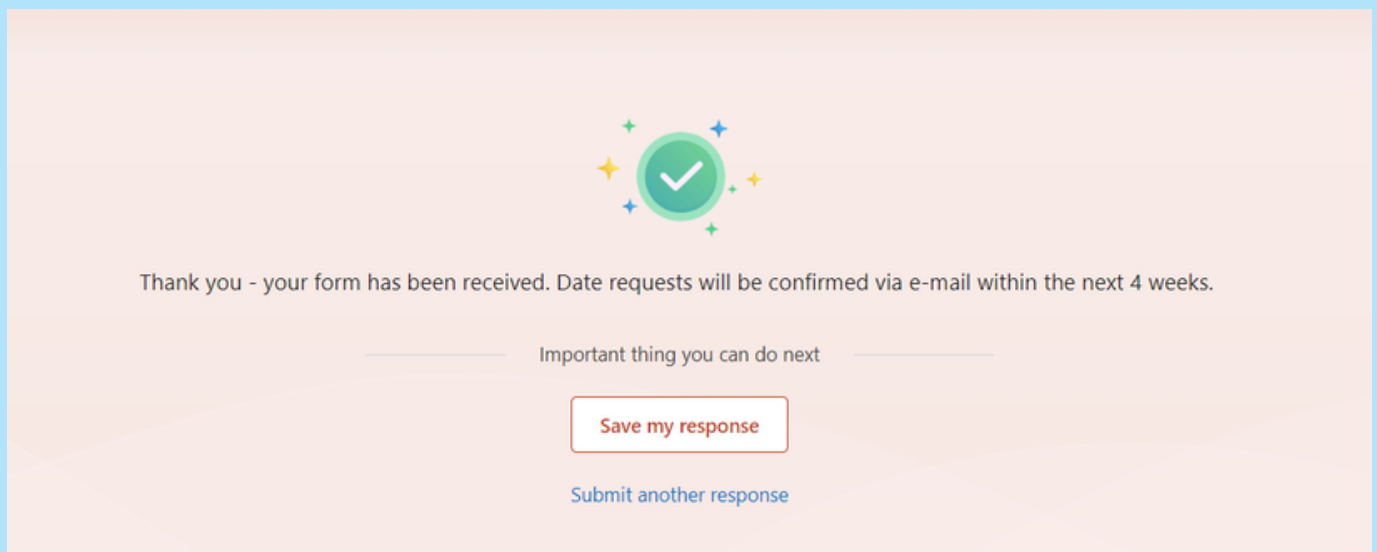 Thank you - your form has been received. Date requests will be confirmed via e-mail within the next 4 weeks.
Important thing you can do next
Save my response
Submit another response